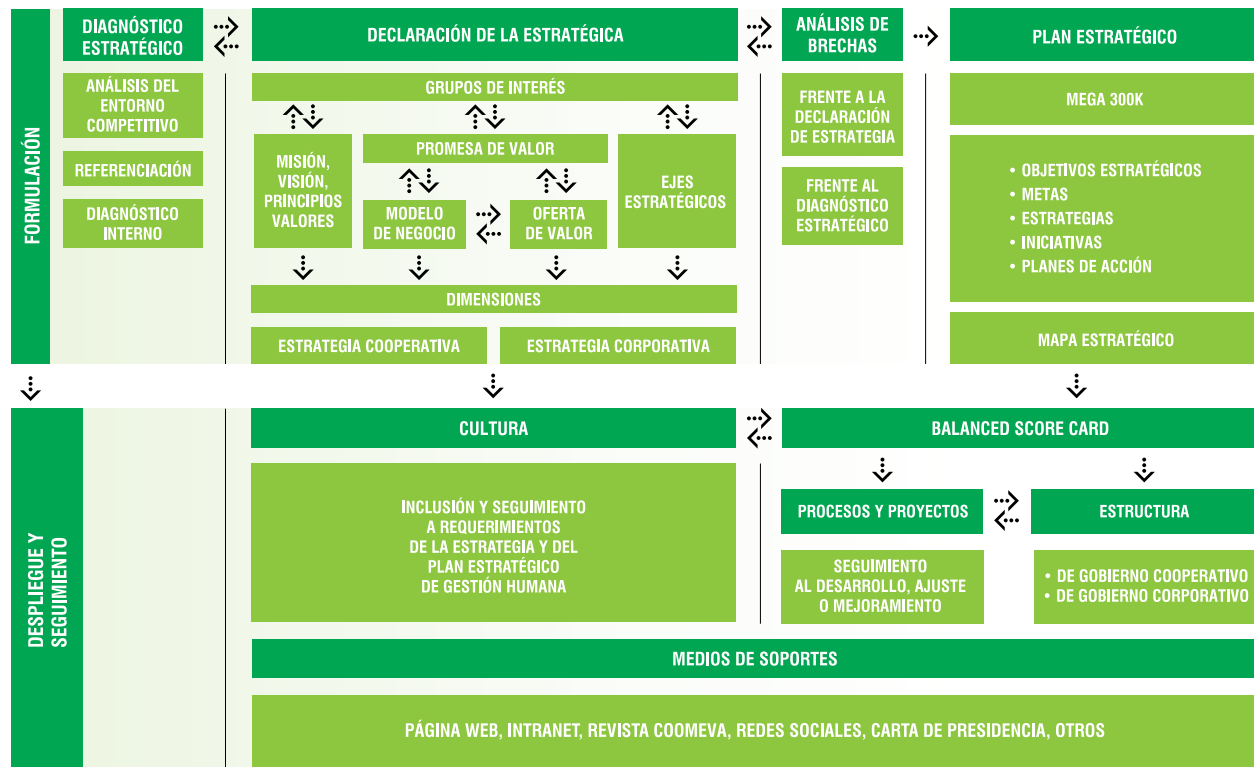 FORMULACIÓN
DIAGNÓSTICO
ESTRATÉGICO
ANÁLISIS DEL
ENTORNO
COMPETITIVO
REFERENCIACIÓN
DIAGNÓSTICO
INTERNO
DECLARACIÓN DE LA ESTRATÉGICA
GRUPOS DE INTERÉS
MISIÓN,
VISIÓN,
PRINCIPIOS
VALORES
PROMESA DE VALOR
MODELO
DE NEGOCIO
OFERTA
DE VALOR
EJES
ESTRATÉGICOS
DIMENSIONES
ESTRATEGIA COOPERATIVA
ESTRATEGIA CORPORATIVA
ANÁLISIS DE
BRECHAS
FRENTE A LA
DECLARACIÓN
DE ESTRATEGIA
FRENTE AL
DIAGNÓSTICO
ESTRATÉGICO
PLAN ESTRATÉGICO
MEGA 300K
• OBJETIVOS ESTRATÉGICOS
• METAS
• ESTRATEGIAS
• INICIATIVAS
• PLANES DE ACCIÓN
MAPA ESTRATÉGICO
DESPLIEGUE Y
SEGUIMIENTO
CULTURA
INCLUSIÓN Y SEGUIMIENTO
A REQUERIMIENTOS
DE LA ESTRATEGIA Y DEL
PLAN ESTRATÉGICO
DE GESTIÓN HUMANA
BALANCED SCORE CARD
PROCESOS Y PROYECTOS
SEGUIMIENTO
AL DESARROLLO, AJUSTE
O MEJORAMIENTO
ESTRUCTURA
• DE GOBIERNO COOPERATIVO
• DE GOBIERNO CORPORATIVO
MEDIOS DE SOPORTES
PÁGINA WEB, INTRANET, REVISTA COOMEVA, REDES SOCIALES, CARTA DE PRESIDENCIA, OTROS